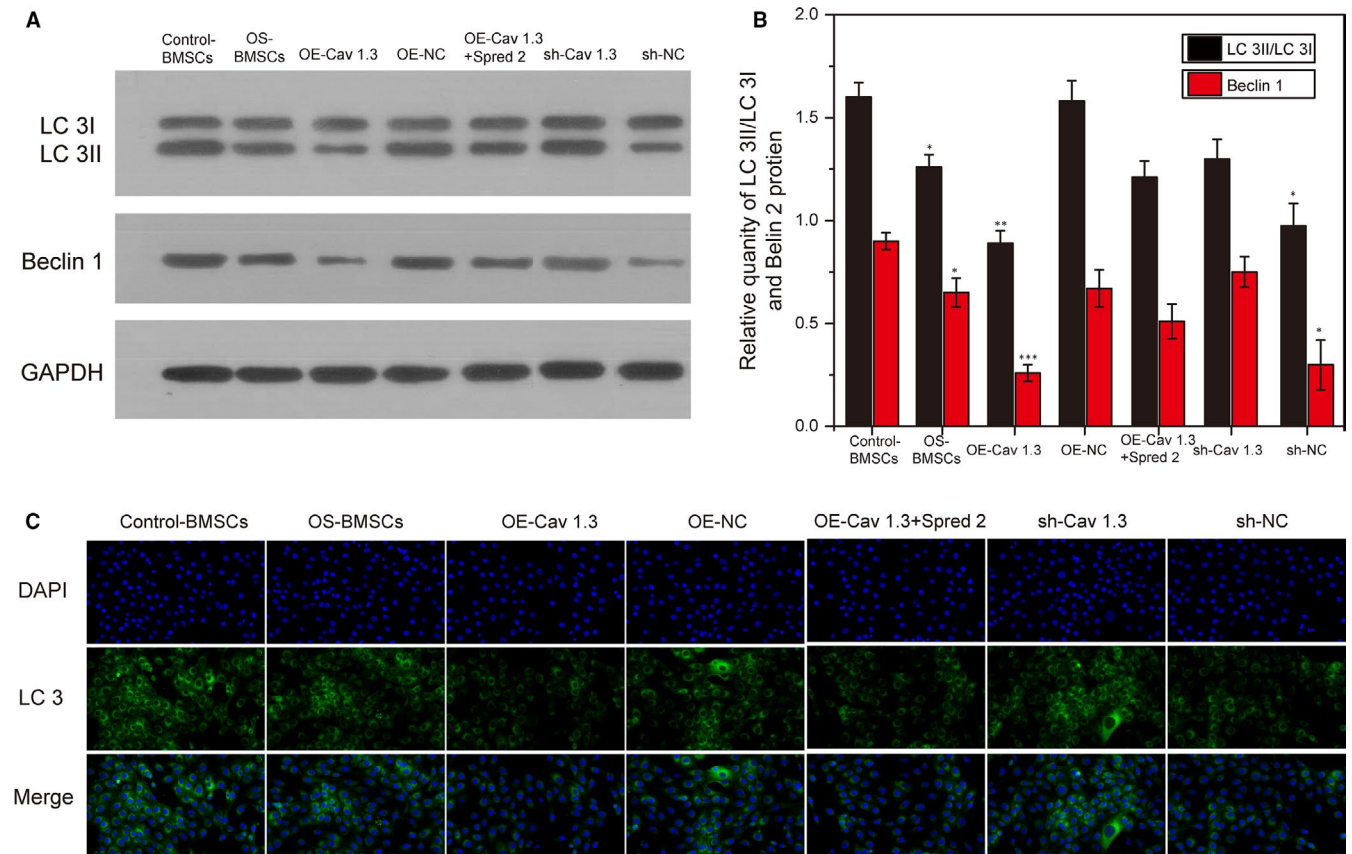 A
Control-
BMSCs
OS-
BMSCs
OE-Cav 1.3
OE-NC
OE-Cav 1.3
+Spred 2
sh-Cav 1.3
sh-NC
LC 3I
LC 3II
Beclin 1
GAPDH
B
Relative quanity of LC 3II/LC 3I
and Belin 2 protien
2.0
1.5
1.0
0.5
0.0
LC 3II/LC 3I
Beclin 1
*
*
**
***
*
*
Control-
BMSCs
OS-
BMSCs
OE-Cav 1.3
OE-NC
OE-Cav 1.3
+Spred 2
sh-Cav 1.3
sh-NC
C
Control-BMSCs OS-BMSCs OE-Cav 1.3 OE-NC OE-Cav 1.3+Spred 2 sh-Cav 1.3 sh-NC
DAPI
LC 3
Merge